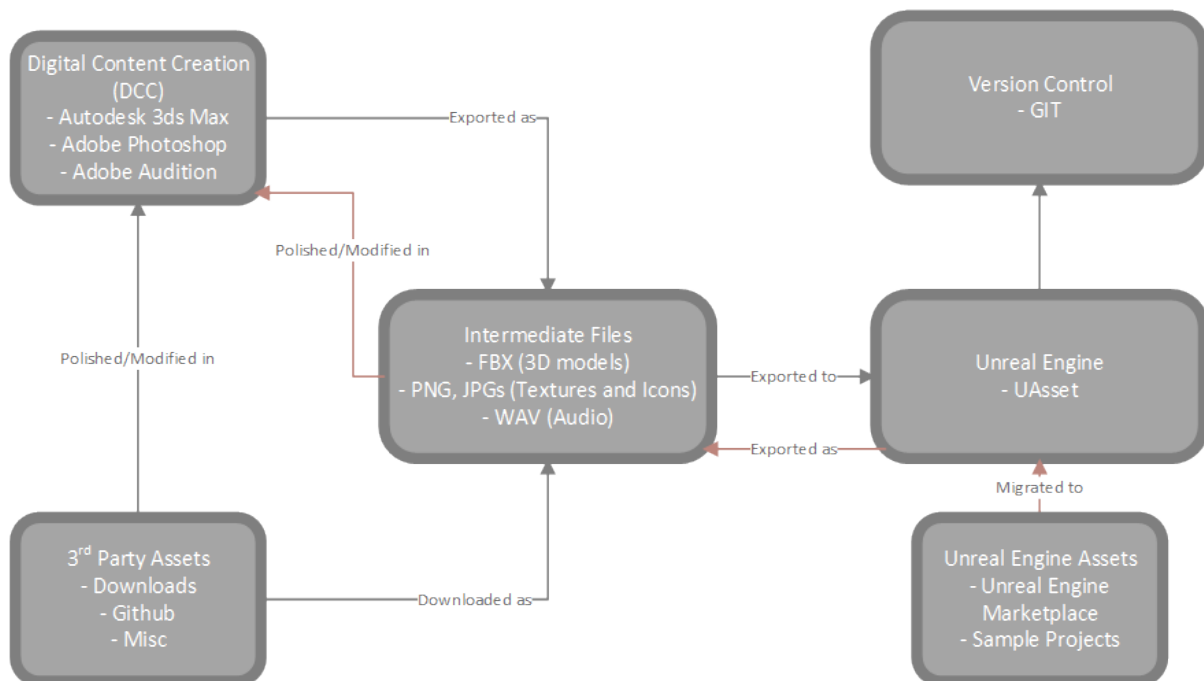 Digital Content Creation
(DCC)
- Autodesk 3ds Max
- Adobe Photoshop
- Adobe Audition
Exported as
Version Control
- GIT
Polished/Modified in
Polished/Modified in
Intermediate Files
- FBX (3D models)
- PNG, JPGs (Textures and Icons)
- WAV (Audio)
Exported to
Exported as
Unreal Engine
- UAsset
Migrated to
3rd Party Assets
- Downloads
- Github
- Misc
Downloaded as
Unreal Engine Assets
- Unreal Engine
Marketplace
- Sample Projects